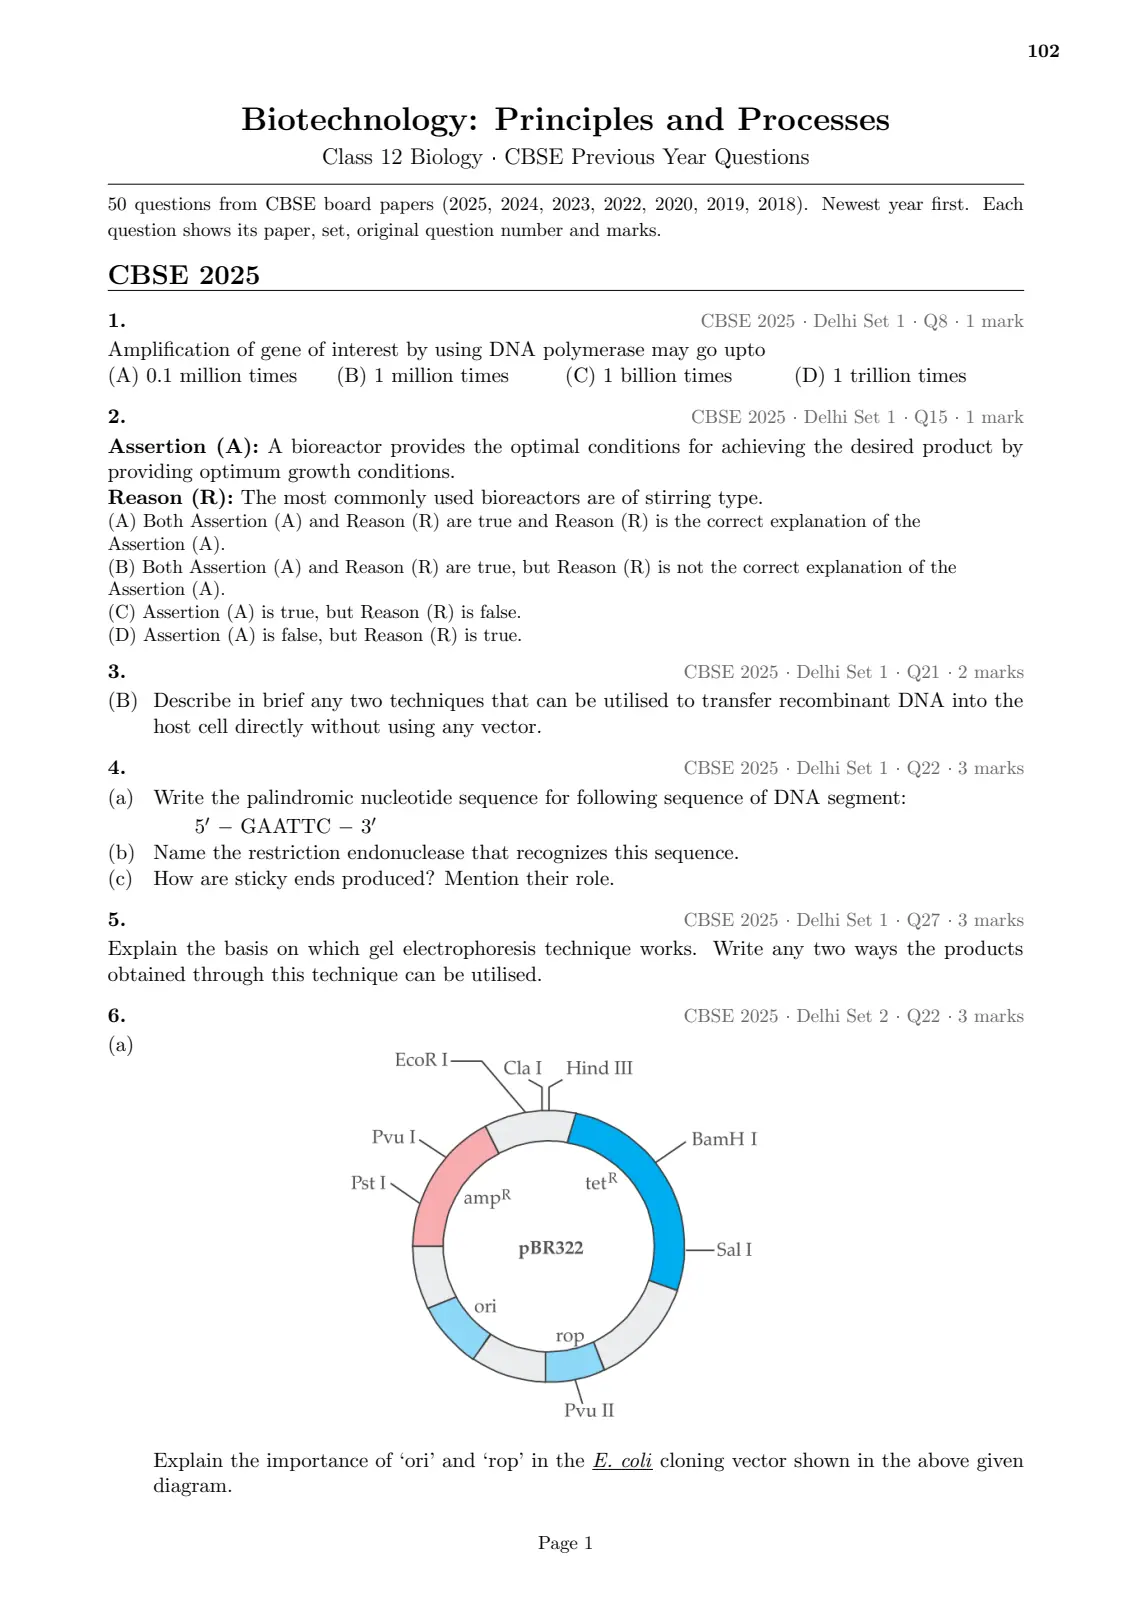 102
Biotechnology: Principles and Processes
Class 12 Biology · CBSE Previous Year Questions
50 questions from CBSE board papers (2025, 2024, 2023, 2022, 2020, 2019, 2018). Newest year first. Each
question shows its paper, set, original question number and marks.
CBSE 2025
1. CBSE 2025 · Delhi Set 1 · Q8 · 1 mark
Amplification of gene of interest by using DNA polymerase may go upto
(A) 0.1 million times (B) 1 million times (C) 1 billion times (D) 1 trillion times
2. CBSE 2025 · Delhi Set 1 · Q15 · 1 mark
Assertion (A): A bioreactor provides the optimal conditions for achieving the desired product by
providing optimum growth conditions.
Reason (R): The most commonly used bioreactors are of stirring type.
(A) Both Assertion (A) and Reason (R) are true and Reason (R) is the correct explanation of the
Assertion (A).
(B) Both Assertion (A) and Reason (R) are true, but Reason (R) is not the correct explanation of the
Assertion (A).
(C) Assertion (A) is true, but Reason (R) is false.
(D) Assertion (A) is false, but Reason (R) is true.
3. CBSE 2025 · Delhi Set 1 · Q21 · 2 marks
(B) Describe in brief any two techniques that can be utilised to transfer recombinant DNA into the
host cell directly without using any vector.
4. CBSE 2025 · Delhi Set 1 · Q22 · 3 marks
(a) Write the palindromic nucleotide sequence for following sequence of DNA segment:
5′ − GAATTC − 3′
(b) Name the restriction endonuclease that recognizes this sequence.
(c) How are sticky ends produced? Mention their role.
5. CBSE 2025 · Delhi Set 1 · Q27 · 3 marks
Explain the basis on which gel electrophoresis technique works. Write any two ways the products
obtained through this technique can be utilised.
6. CBSE 2025 · Delhi Set 2 · Q22 · 3 marks
(a)
EcoR I
Cla I Hind III
Pvu I
BamH I
Pst I
tetR
ampR
pBR322
Sal I
ori
rop
Pvu II
Explain the importance of ‘ori’ and ‘rop’ in the E. coli cloning vector shown in the above given
diagram.
Page 1